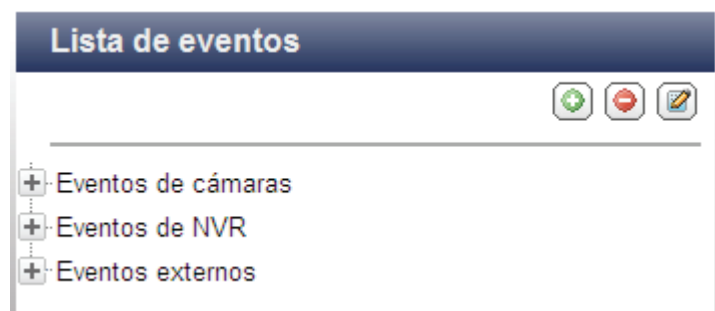 Lista de eventos
Eventos de cámaras
Eventos de NVR
Eventos externos